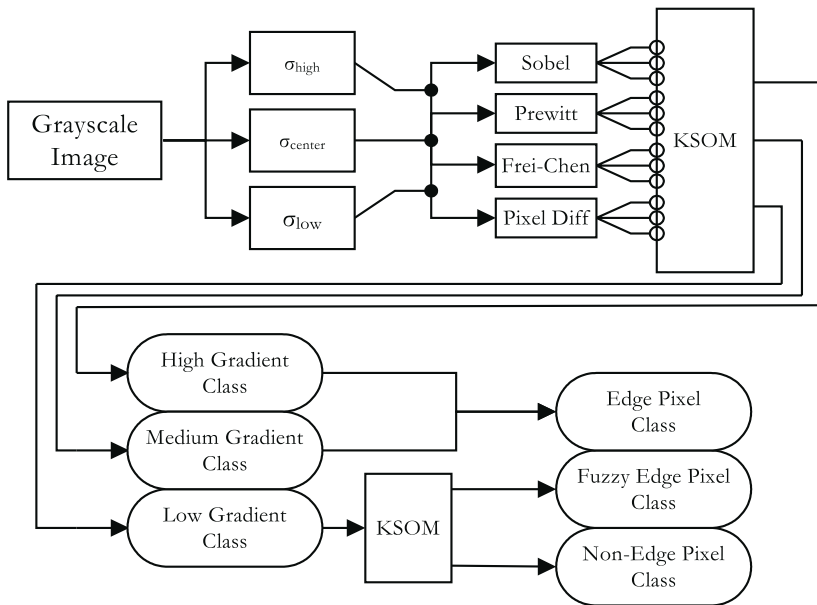 Grayscale
Image
σhigh
σcenter
σlow
Sobel
Prewitt
Frei-Chen
Pixel Diff
KSOM
High Gradient
Class
Medium Gradient
Class
Low Gradient
Class
KSOM
Edge Pixel
Class
Fuzzy Edge Pixel
Class
Non-Edge Pixel
Class